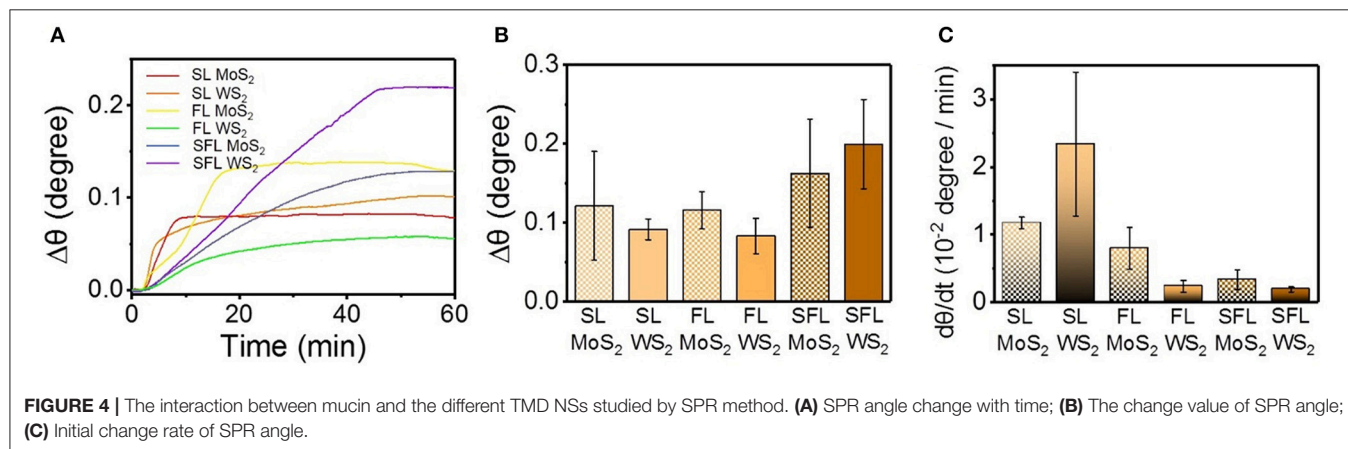 A
Δθ (degree)
0.2
0.1
0.0
SL MoS₂
SL WS₂
FL MoS₂
FL WS₂
SFL MoS₂
SFL WS₂
0 20 40 60
Time (min)
B
Δθ (degree)
0.3
0.2
0.1
0.0
SL SL FL FL SFL SFL
MoS₂ WS₂ MoS₂ WS₂ MoS₂ WS₂
C
dθ/dt (10⁻² degree / min)
3
2
1
0
SL SL FL FL SFL SFL
MoS₂ WS₂ MoS₂ WS₂ MoS₂ WS₂
FIGURE 4 | The interaction between mucin and the different TMD NSs studied by SPR method. (A) SPR angle change with time; (B) The change value of SPR angle;
(C) Initial change rate of SPR angle.